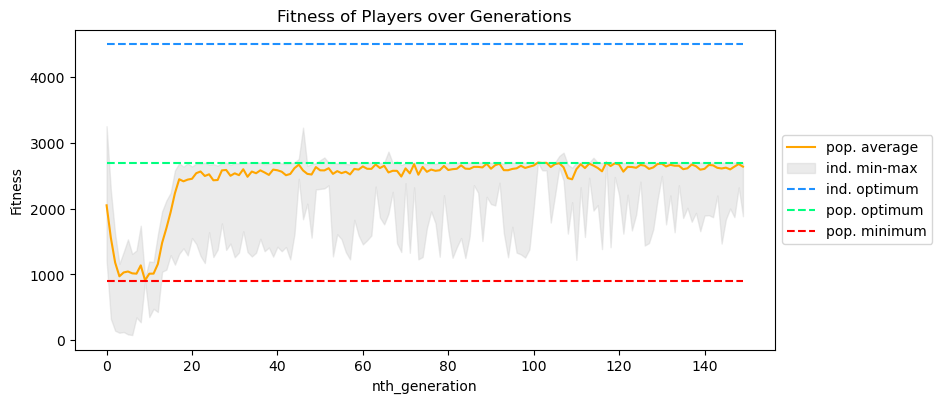 Fitness of Players over Generations
Fitness
4000
3000
2000
1000
0
0 20 40 60 80 100 120 140
nth_generation
pop. average
ind. min-max
ind. optimum
pop. optimum
pop. minimum